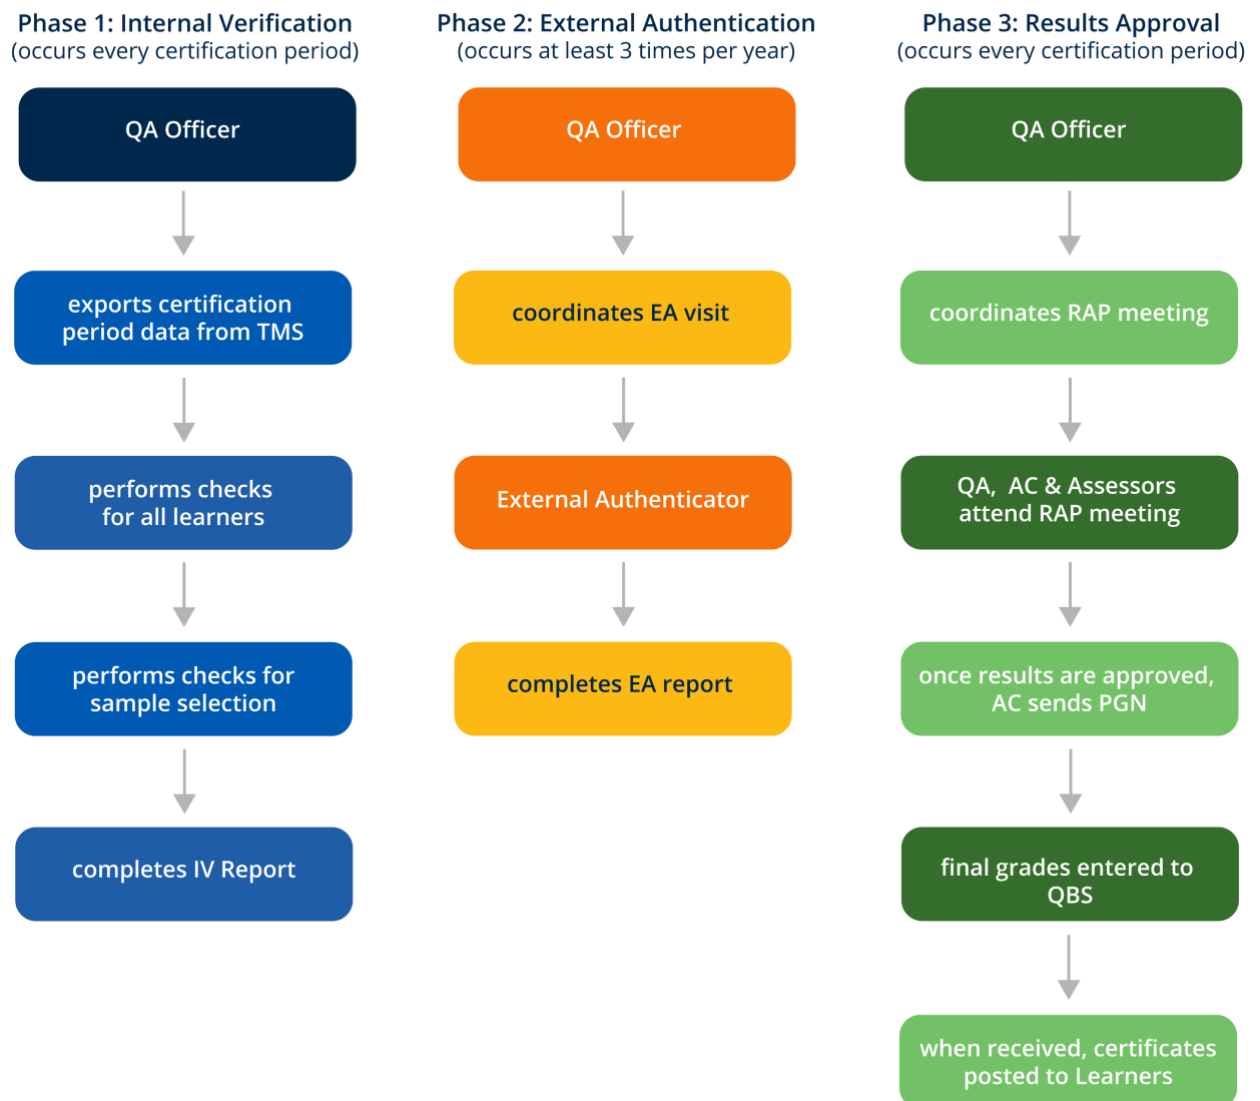 Phase 1: Internal Verification
(occurs every certification period)
QA Officer
exports certification
period data from TMS
performs checks
for all learners
performs checks for
sample selection
completes IV Report
Phase 2: External Authentication
(occurs at least 3 times per year)
QA Officer
coordinates EA visit
External Authenticator
completes EA report
Phase 3: Results Approval
(occurs every certification period)
QA Officer
coordinates RAP meeting
QA, AC & Assessors
attend RAP meeting
once results are approved,
AC sends PGN
final grades entered to
QBS
when received, certificates
posted to Learners